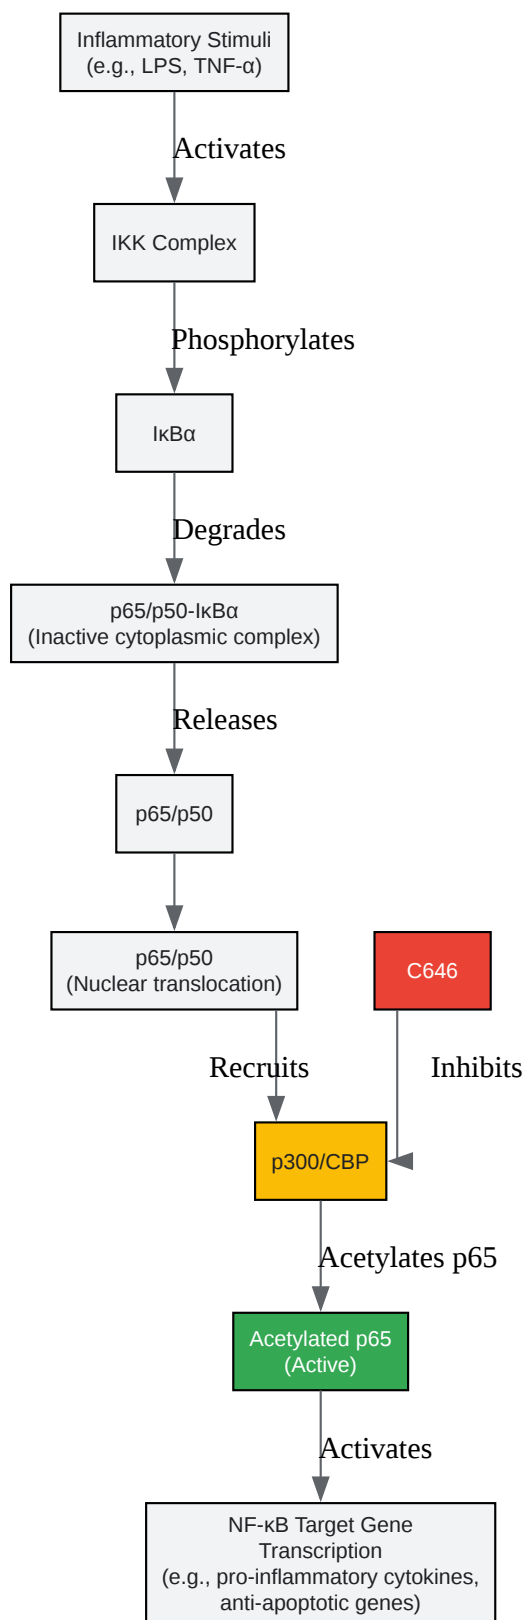 Inflammatory Stimuli
(e.g., LPS, TNF-α)
Activates
IKK Complex
Phosphorylates
IκBα
Degrades
p65/p50-IκBα
(Inactive cytoplasmic complex)
Releases
p65/p50
p65/p50
(Nuclear translocation)
C646
Recruits
Inhibits
p300/CBP
Acetylates p65
Acetylated p65
(Active)
Activates
NF-κB Target Gene
Transcription
(e.g., pro-inflammatory cytokines,
anti-apoptotic genes)